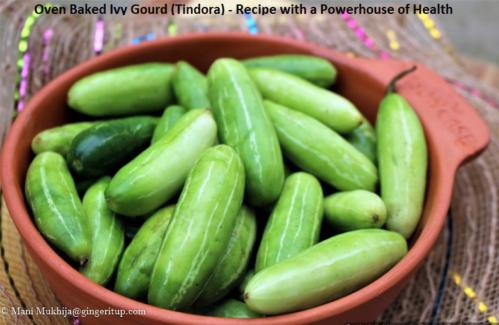 Oven Baked Ivy Gourd (Tindora) - Recipe with a Powerhouse of Health
© Mani Mukhija@gingeritup.com